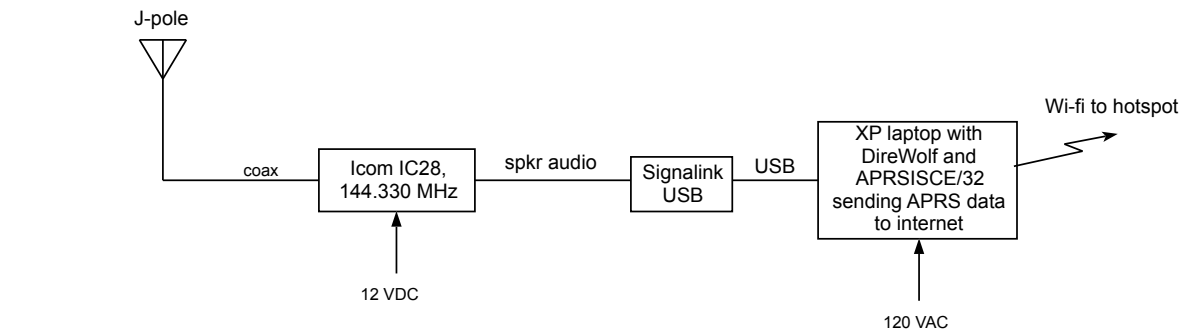 J-pole
coax
Icom IC28,
144.330 MHz
12 VDC
spkr audio
Signalink
USB
USB
XP laptop with
DireWolf and
APRSISCE/32
sending APRS data
to internet
120 VAC
Wi-fi to hotspot